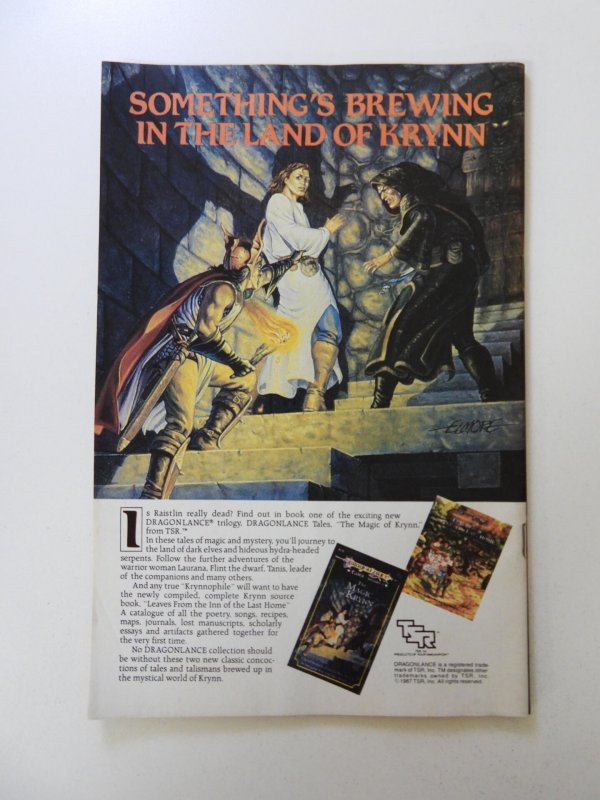 SOMETHING'S BREWING
IN THE LAND OF KRYNN
ELMORE
Is Raistlin really dead? Find out in book one of the exciting new
DRAGONLANCE® trilogy, DRAGONLANCE Tales, "The Magic of Krynn,"
from TSR.™
In these tales of magic and mystery, you'll journey to
the land of dark elves and hideous hydra-headed
serpents. Follow the further adventures of the
warrior woman Laurana, Flint the dwarf, Tanis, leader
of the companions and many others.
And any true "Krynnophile" will want to have
the newly compiled, complete Krynn source
book, "Leaves From the Inn of the Last Home"
A catalogue of all the poetry, songs, recipes,
maps, journals, lost manuscripts, scholarly
essays and artifacts gathered together for
the very first time.
No DRAGONLANCE collection should
be without these two new classic concoc-
tions of tales and talismans brewed up in
the mystical world of Krynn.
The
MAGIC
OF
KRYNN
TSR
PRODUCTS OF YOUR IMAGINATION™
DRAGONLANCE is a registered trade-
mark of TSR, Inc. TM designates other
trademarks owned by TSR, Inc.
©1987 TSR, Inc. All rights reserved.